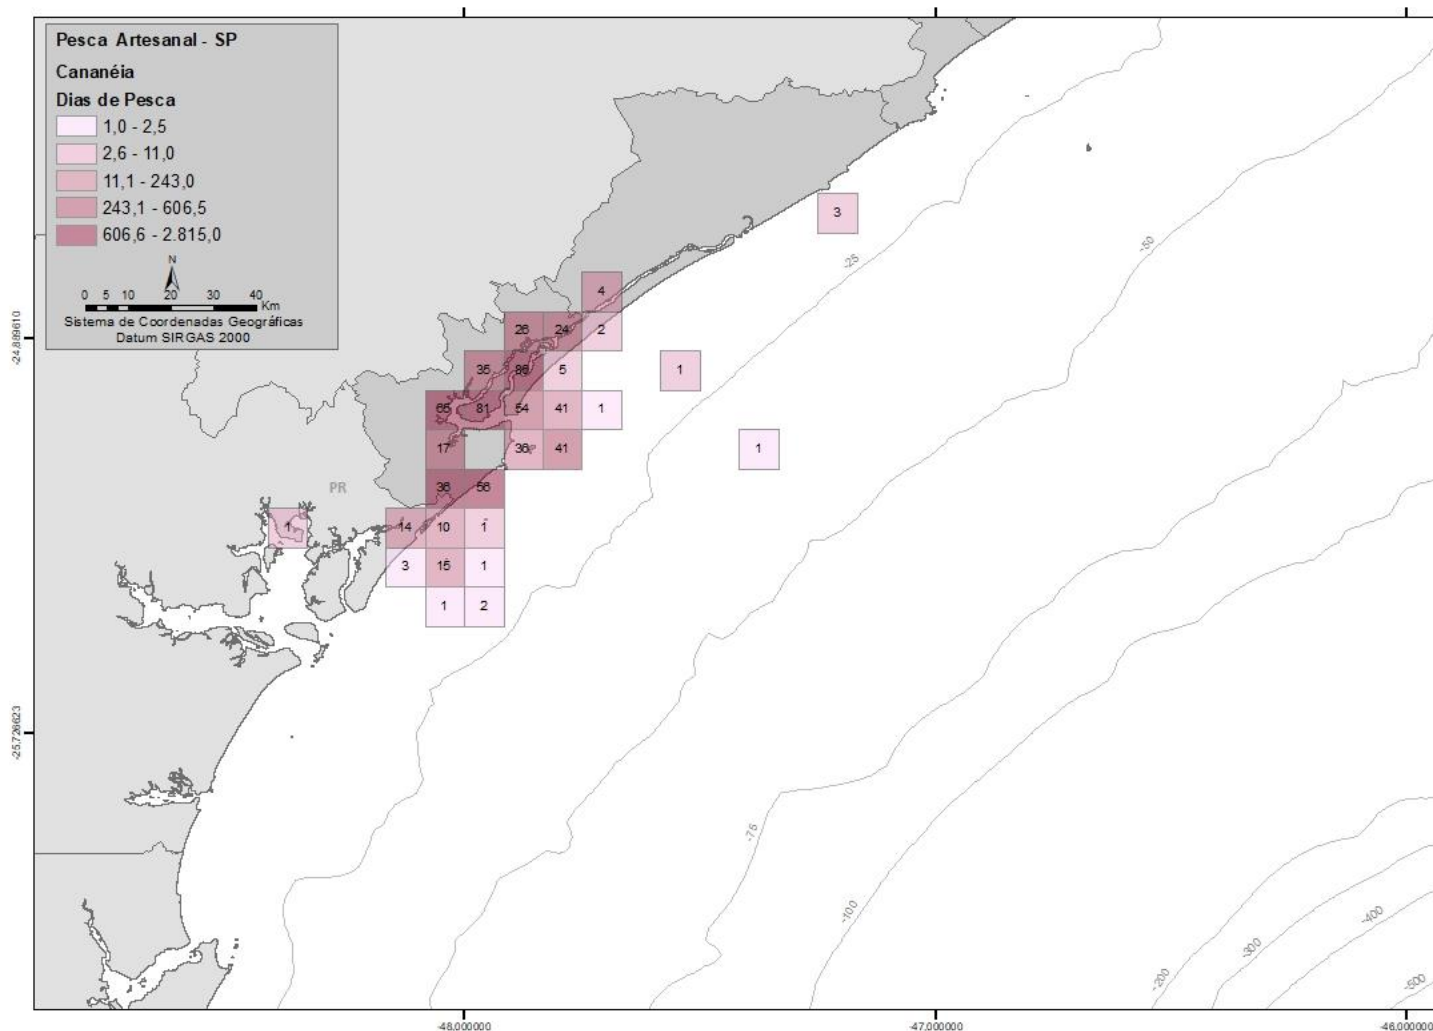 Pesca Artesanal - SP
Cananéia
Dias de Pesca
1,0 - 2,5
2,6 - 11,0
11,1 - 243,0
243,1 - 606,5
606,6 - 2.815,0
N
0 5 10 20 30 40
Km
Sistema de Coordenadas Geográficas
Datum SIRGAS 2000
3
-25
-50
4
26 24 2
35 86 5 1
65 81 54 41 1
17 36 41 1
36 56
PR
1 14 10 1
3 15 1
1 2
-24,889610
-25,726623
-75
-100
-200
-300
-400
-500
-48,000000
-47,000000
-46,000000